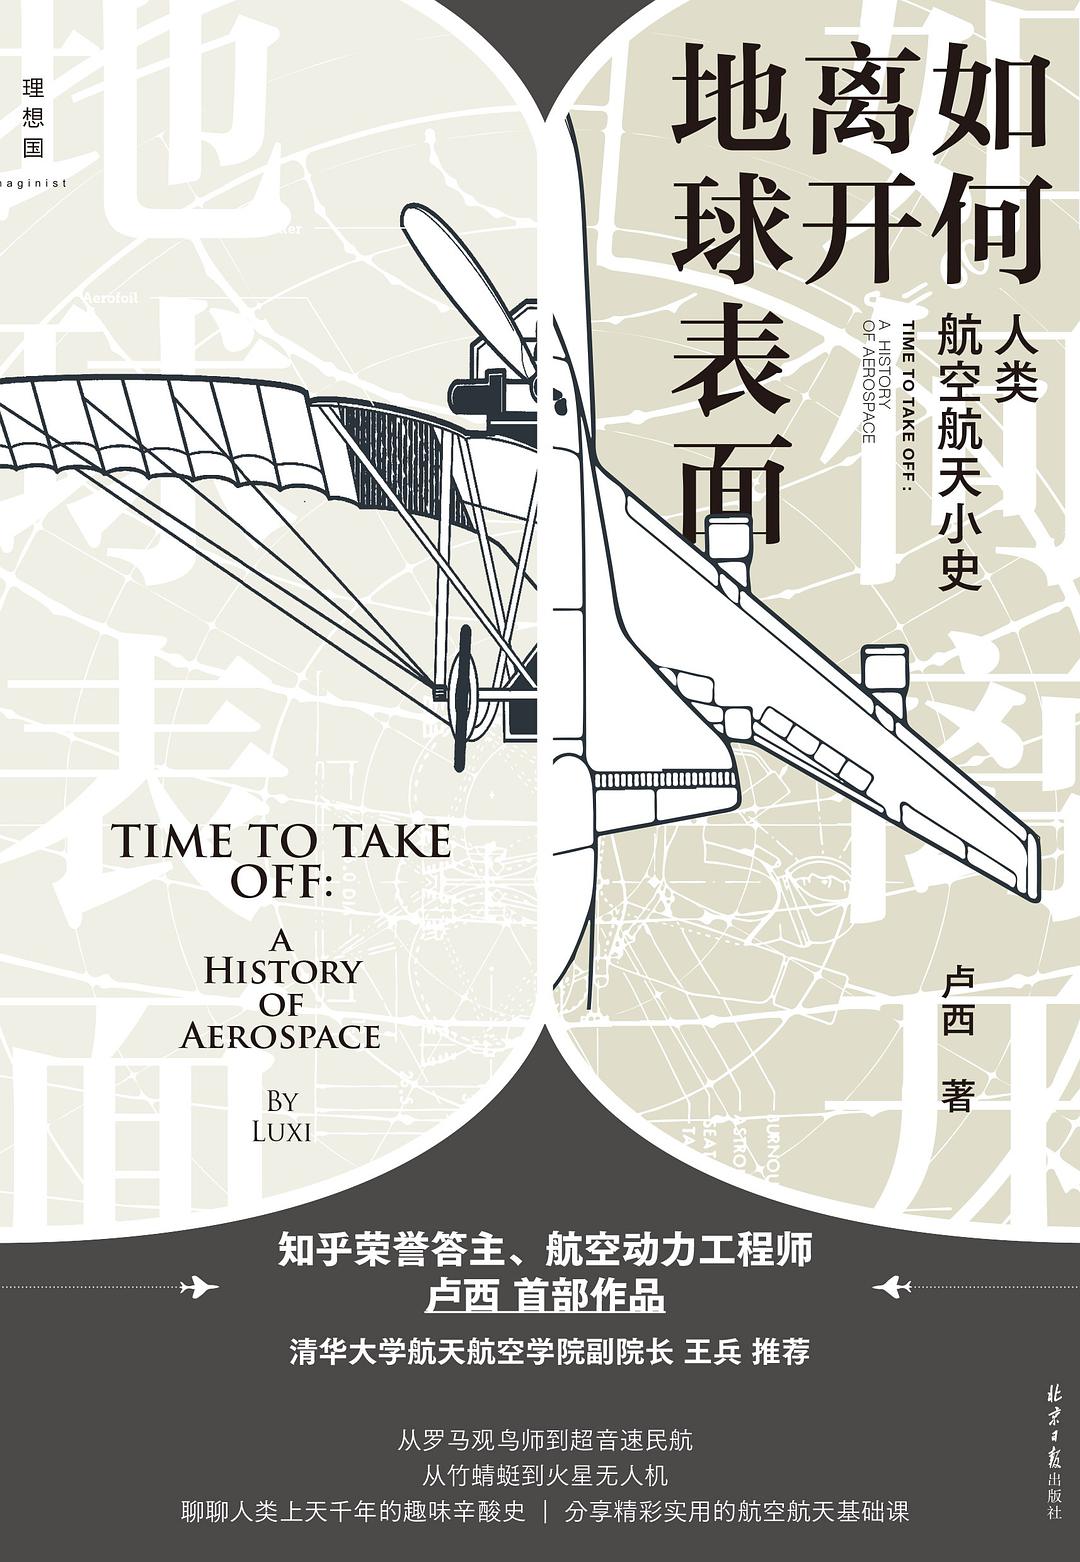 如何
离开
地球表面
人类
航空航天小史
TIME TO TAKE OFF:
A HISTORY
OF AEROSPACE
卢西 著
理想国
maginist
Aerofoil
TIME TO TAKE
OFF:
A
HISTORY
OF
AEROSPACE
BY
LUXI
知乎荣誉答主、航空动力工程师
卢西 首部作品
清华大学航天航空学院副院长 王兵 推荐
从罗马观鸟师到超音速民航
从竹蜻蜓到火星无人机
聊聊人类上天千年的趣味辛酸史 | 分享精彩实用的航空航天基础课
北京日报出版社